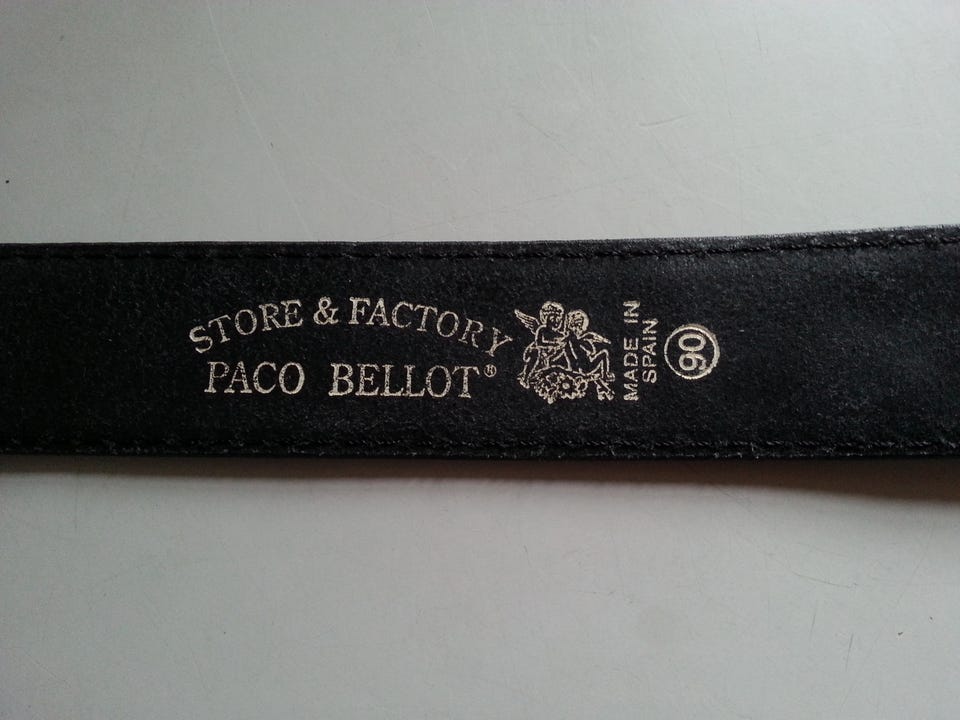 STORE & FACTORY
PACO BELLOT®
MADE IN
SPAIN
90